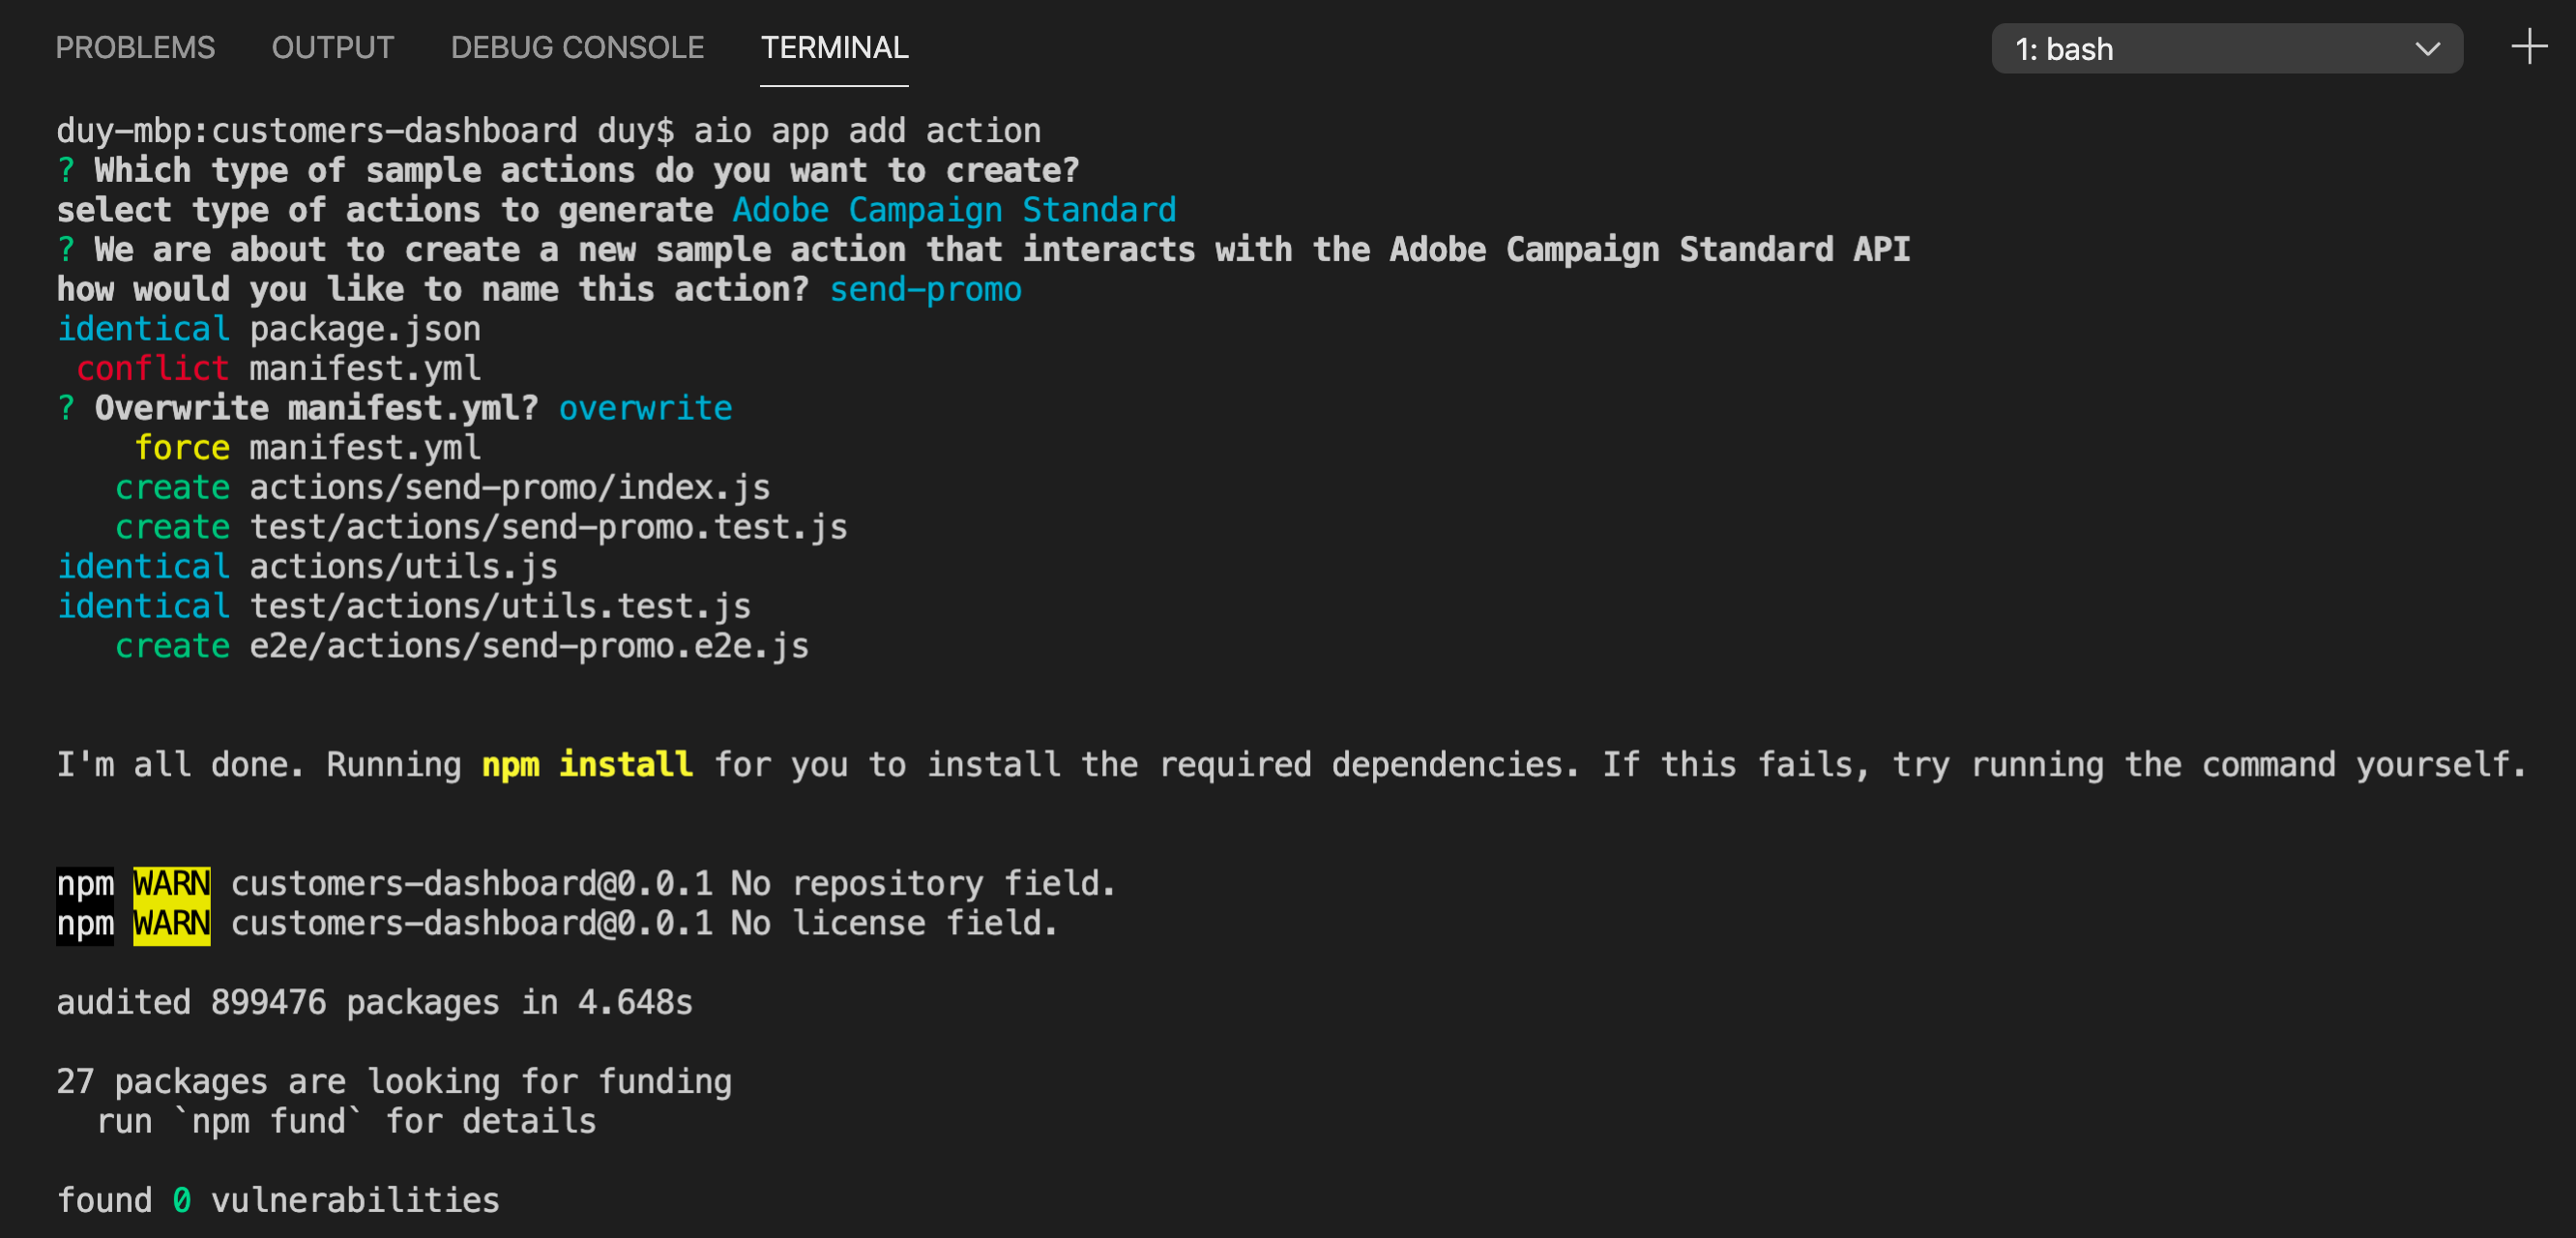 PROBLEMS OUTPUT DEBUG CONSOLE TERMINAL 1: bash
duy-mbp:customers-dashboard duy$ aio app add action
? Which type of sample actions do you want to create?
select type of actions to generate Adobe Campaign Standard
? We are about to create a new sample action that interacts with the Adobe Campaign Standard API
how would you like to name this action? send-promo
identical package.json
conflict manifest.yml
? Overwrite manifest.yml? overwrite
force manifest.yml
create actions/send-promo/index.js
create test/actions/send-promo.test.js
identical actions/utils.js
identical test/actions/utils.test.js
create e2e/actions/send-promo.e2e.js
I'm all done. Running npm install for you to install the required dependencies. If this fails, try running the command yourself.
npm WARN customers-dashboard@0.0.1 No repository field.
npm WARN customers-dashboard@0.0.1 No license field.
audited 899476 packages in 4.648s
27 packages are looking for funding
run `npm fund` for details
found 0 vulnerabilities